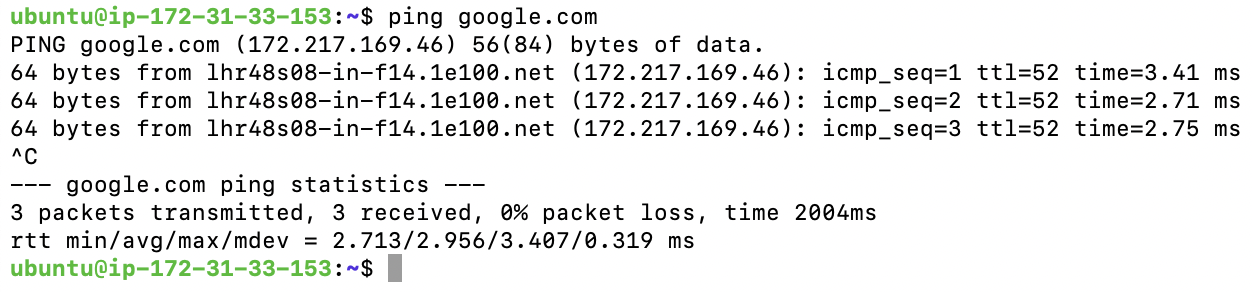 ubuntu@ip-172-31-33-153:~$ ping google.com
PING google.com (172.217.169.46) 56(84) bytes of data.
64 bytes from lhr48s08-in-f14.1e100.net (172.217.169.46): icmp_seq=1 ttl=52 time=3.41 ms
64 bytes from lhr48s08-in-f14.1e100.net (172.217.169.46): icmp_seq=2 ttl=52 time=2.71 ms
64 bytes from lhr48s08-in-f14.1e100.net (172.217.169.46): icmp_seq=3 ttl=52 time=2.75 ms
^C
--- google.com ping statistics ---
3 packets transmitted, 3 received, 0% packet loss, time 2004ms
rtt min/avg/max/mdev = 2.713/2.956/3.407/0.319 ms
ubuntu@ip-172-31-33-153:~$